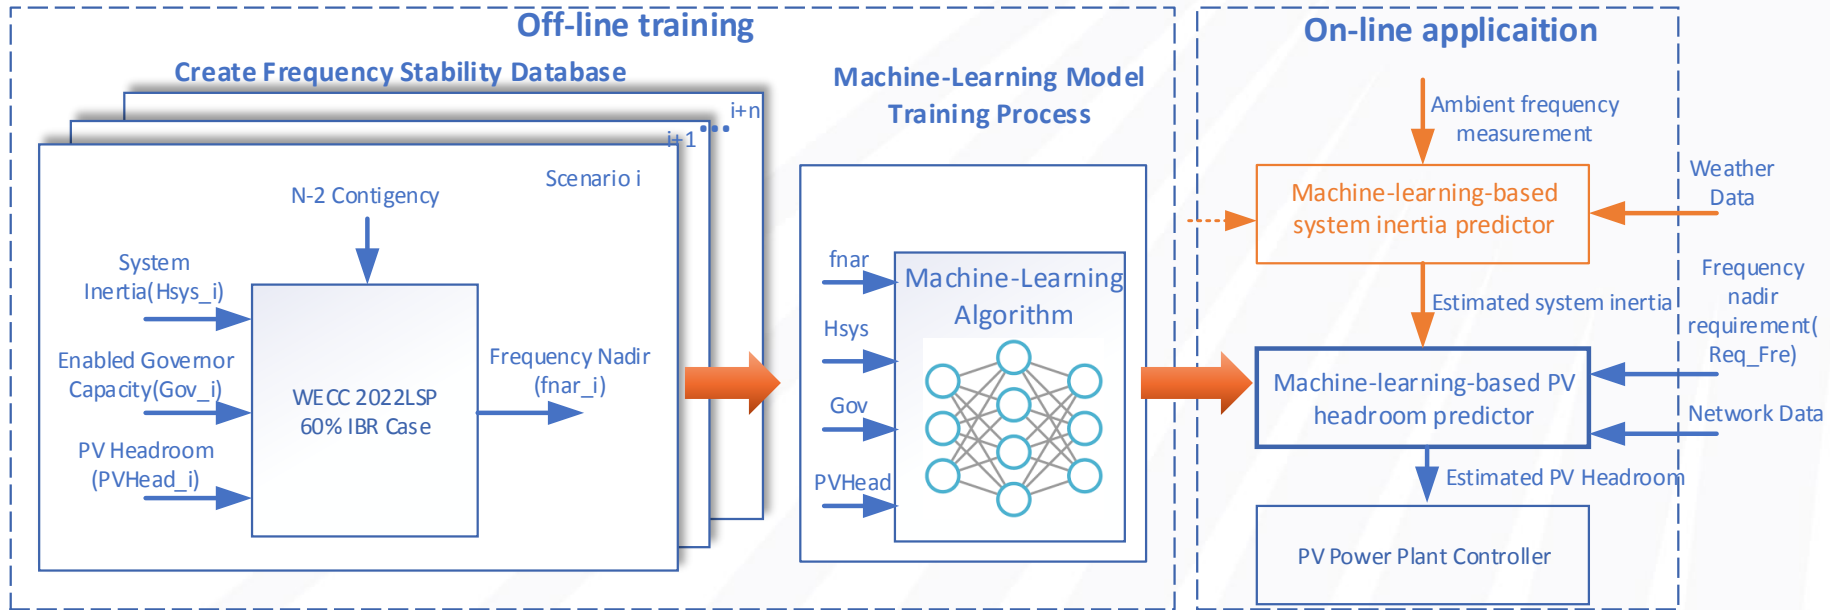 Off-line training
Create Frequency Stability Database
i+n
...
i+1
Scenario i
N-2 Contigency
System
Inertia(Hsys_i)
Enabled Governor
Capacity(Gov_i)
PV Headroom
(PVHead_i)
WECC 2022LSP
60% IBR Case
Frequency Nadir
(fnar_i)
Machine-Learning Model
Training Process
fnar
Hsys
Gov
PVHead
Machine-Learning
Algorithm
On-line applicaition
Ambient frequency
measurement
Weather
Data
Machine-learning-based
system inertia predictor
Estimated system inertia
Frequency
nadir
requirement(
Req_Fre)
Machine-learning-based PV
headroom predictor
Network Data
Estimated PV Headroom
PV Power Plant Controller